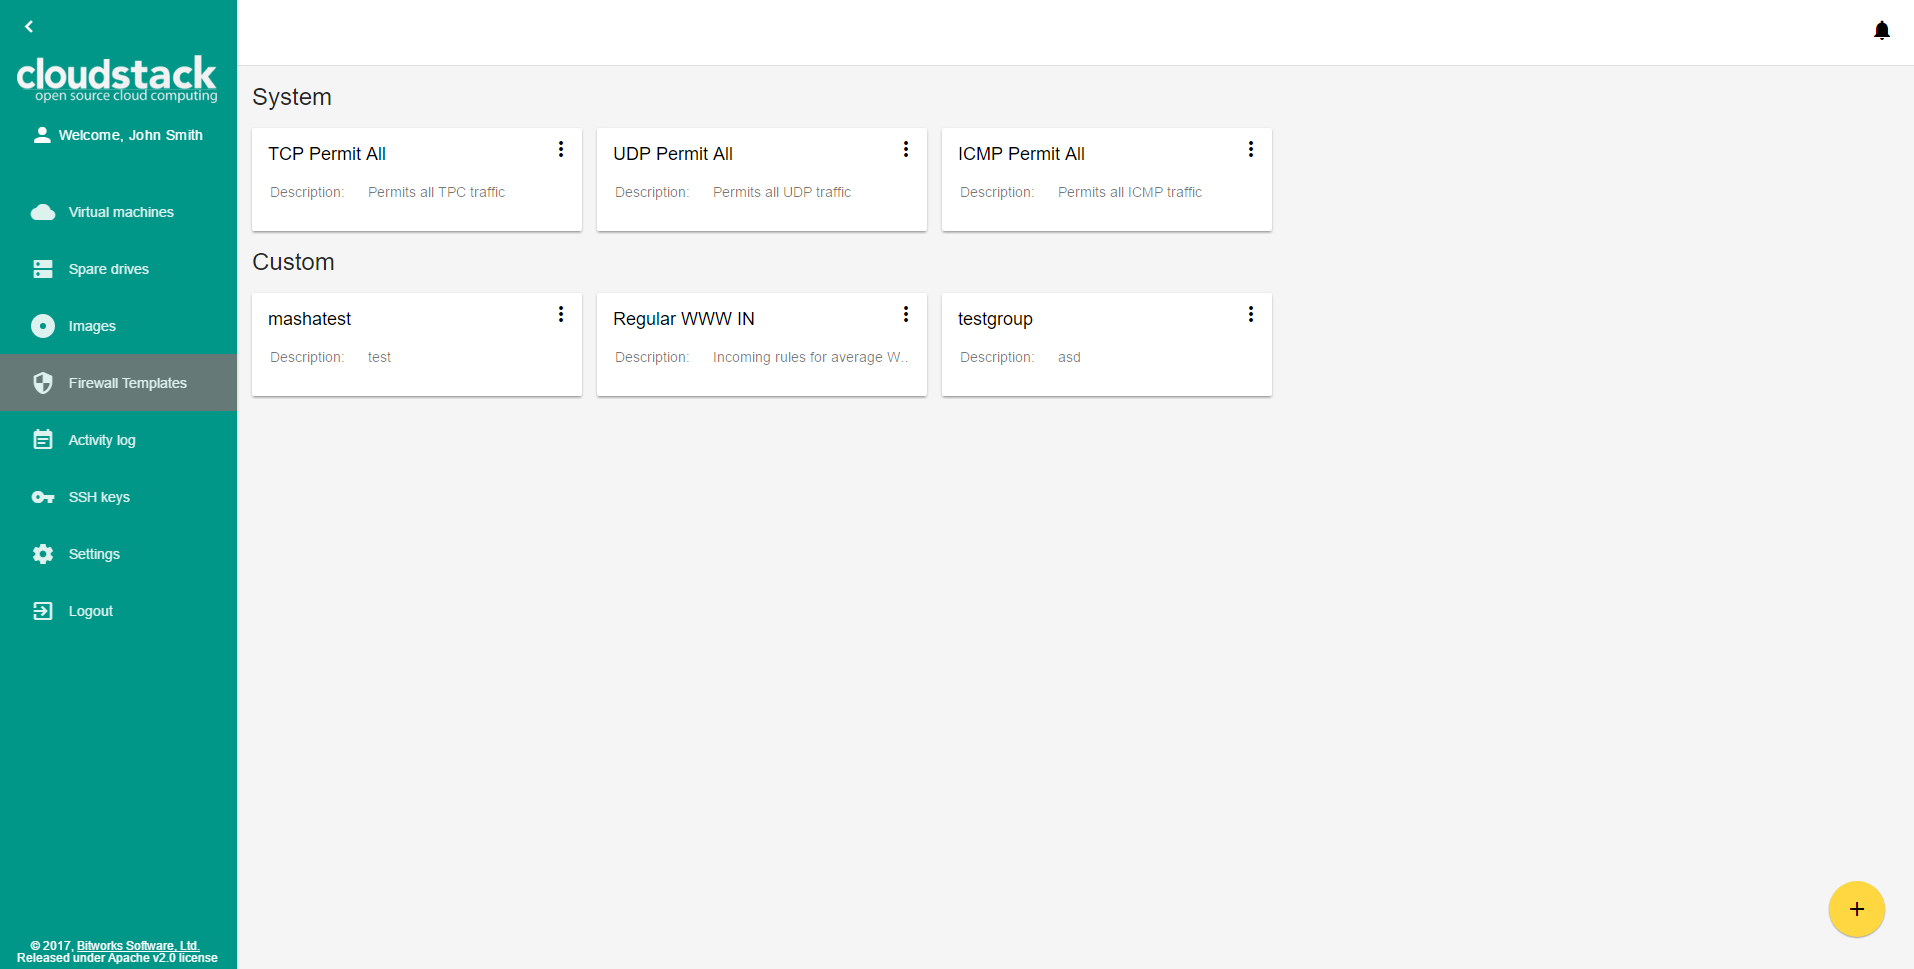 cloudstack
open source cloud computing
Welcome, John Smith
Virtual machines
Spare drives
Images
Firewall Templates
Activity log
SSH keys
Settings
Logout
© 2017, Bitworks Software, Ltd.
Released under Apache v2.0 license
System
TCP Permit All
Description: Permits all TPC traffic
UDP Permit All
Description: Permits all UDP traffic
ICMP Permit All
Description: Permits all ICMP traffic
Custom
mashatest
Description: test
Regular WWW IN
Description: Incoming rules for average W..
testgroup
Description: asd